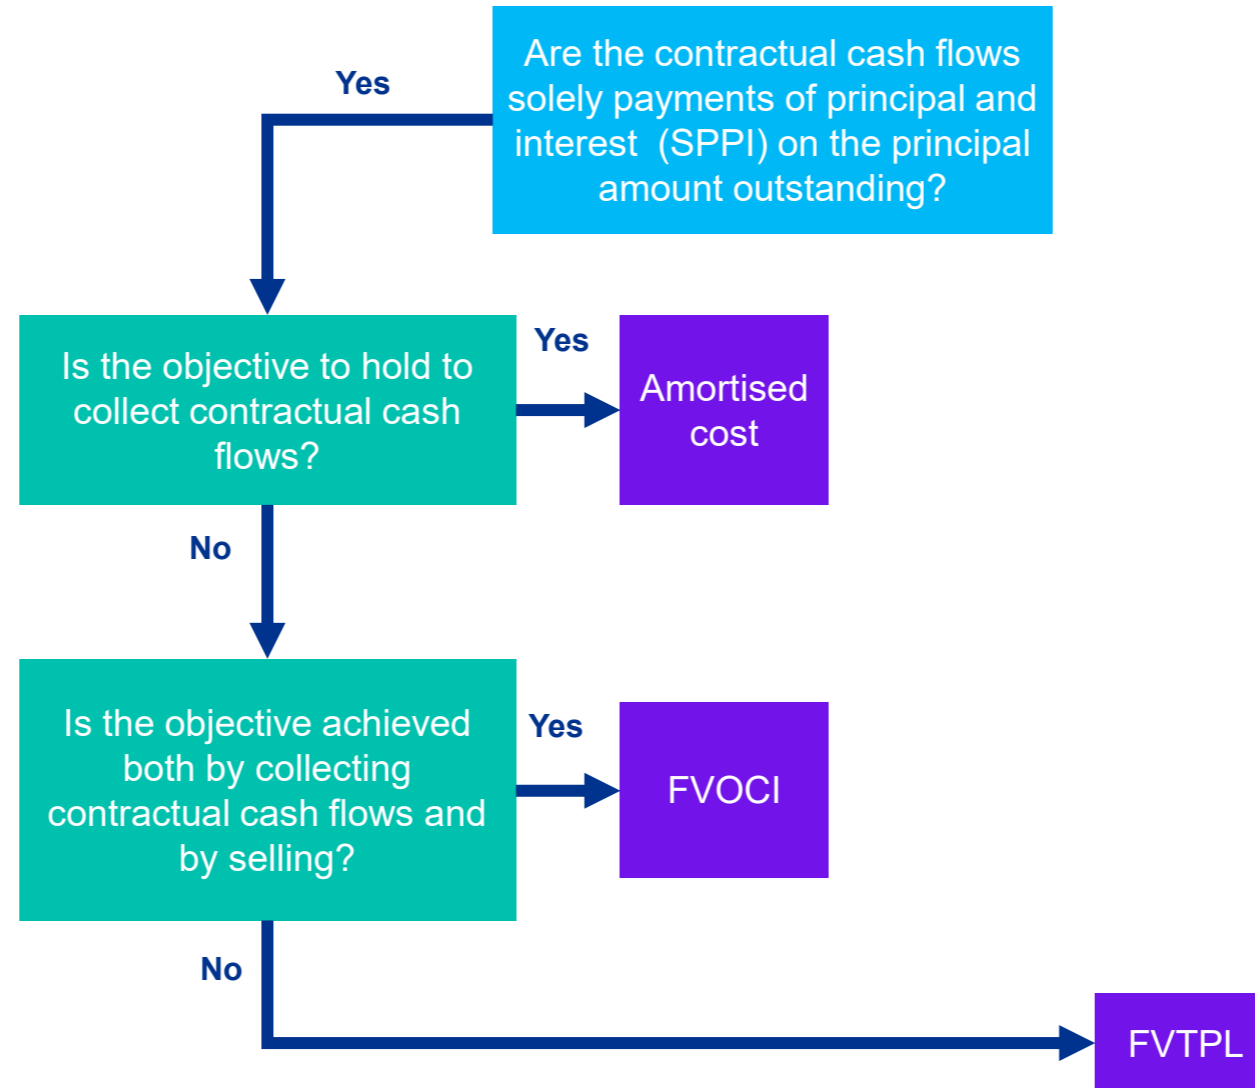 Are the contractual cash flows
solely payments of principal and
interest (SPPI) on the principal
amount outstanding?
Yes
Is the objective to hold to
collect contractual cash
flows?
Yes
Amortised
cost
No
Is the objective achieved
both by collecting
contractual cash flows and
by selling?
Yes
FVOCI
No
FVTPL